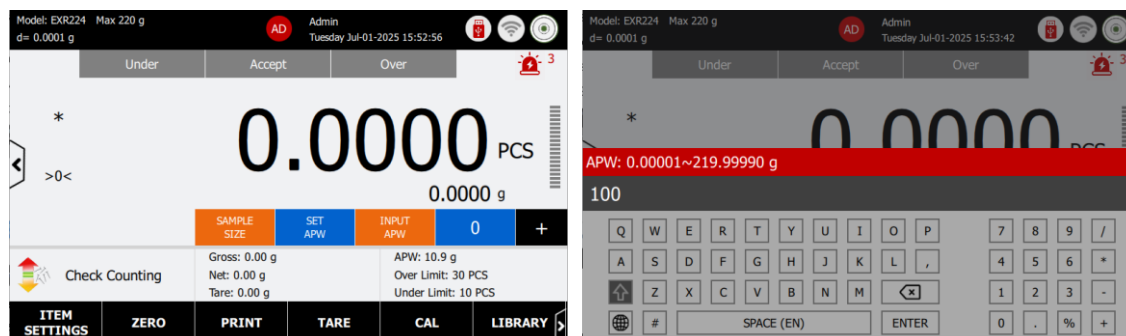 Model: EXR224 Max 220 g
d= 0.0001 g
AD
Admin
Tuesday Jul-01-2025 15:52:56
Under Accept Over
3
*
0.0000 PCS
>0<
0.0000 g
SAMPLE SIZE
SET APW
INPUT APW
0
+
Check Counting
Gross: 0.00 g
Net: 0.00 g
Tare: 0.00 g
APW: 10.9 g
Over Limit: 30 PCS
Under Limit: 10 PCS
ITEM SETTINGS
ZERO
PRINT
TARE
CAL
LIBRARY
Model: EXR224 Max 220 g
d= 0.0001 g
AD
Admin
Tuesday Jul-01-2025 15:53:42
Under Accept Over
3
*
0.0000 PCS
APW: 0.00001~219.99990 g
100
Q W E R T Y U I O P 7 8 9 /
A S D F G H J K L , 4 5 6 *
Z X C V B N M 1 2 3 -
# SPACE (EN) ENTER 0 . % +